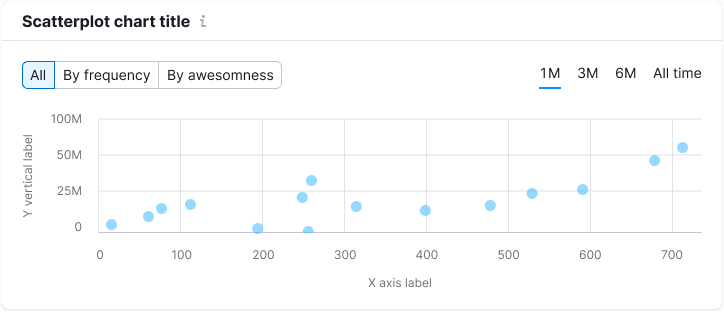 Scatterplot chart title i
All By frequency By awesomness
1M 3M 6M All time
Y vertical label
100M
50M
25M
0
0 100 200 300 400 500 600 700
X axis label